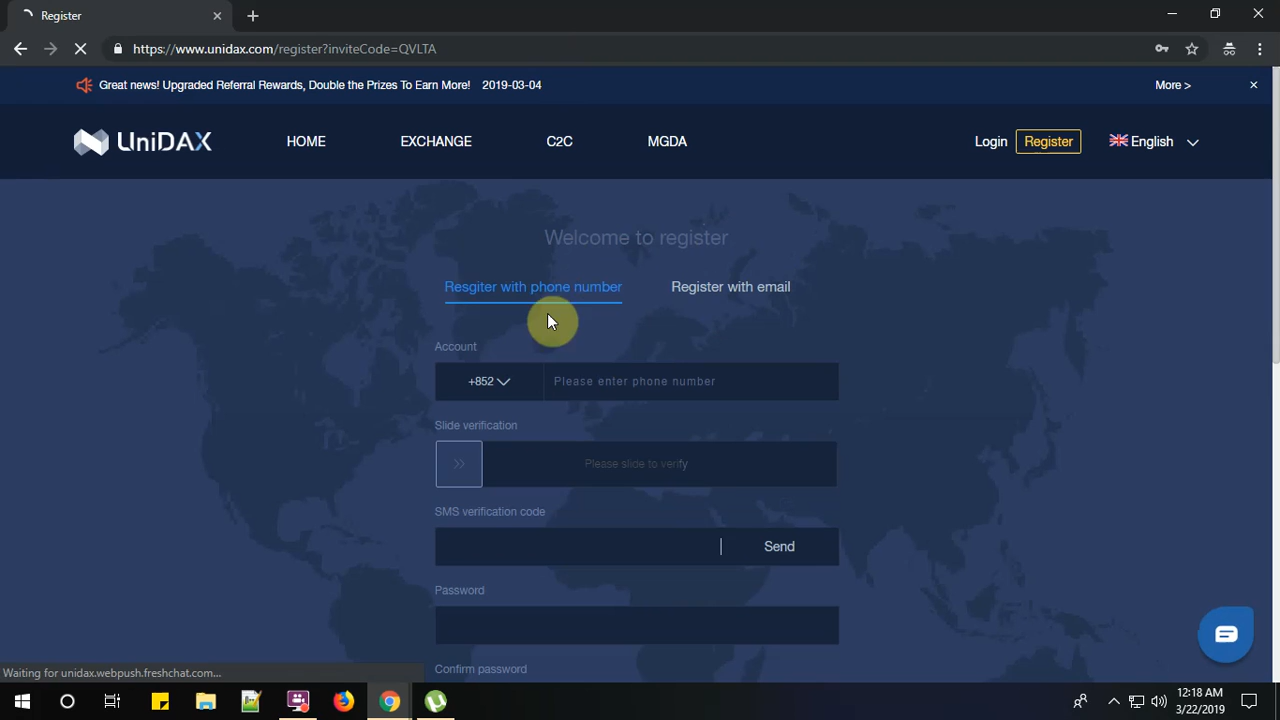 Register
https://www.unidax.com/register?inviteCode=QVLTA
Great news! Upgraded Referral Rewards, Double the Prizes To Earn More! 2019-03-04 More >
UNIDAX HOME EXCHANGE C2C MGDA Login Register English
Welcome to register
Resgiter with phone number Register with email
Account
+852 Please enter phone number
Slide verification
Please slide to verify
SMS verification code
Send
Password
Confirm password
Waiting for unidax.webpush.freshchat.com...
12:18 AM
3/22/2019